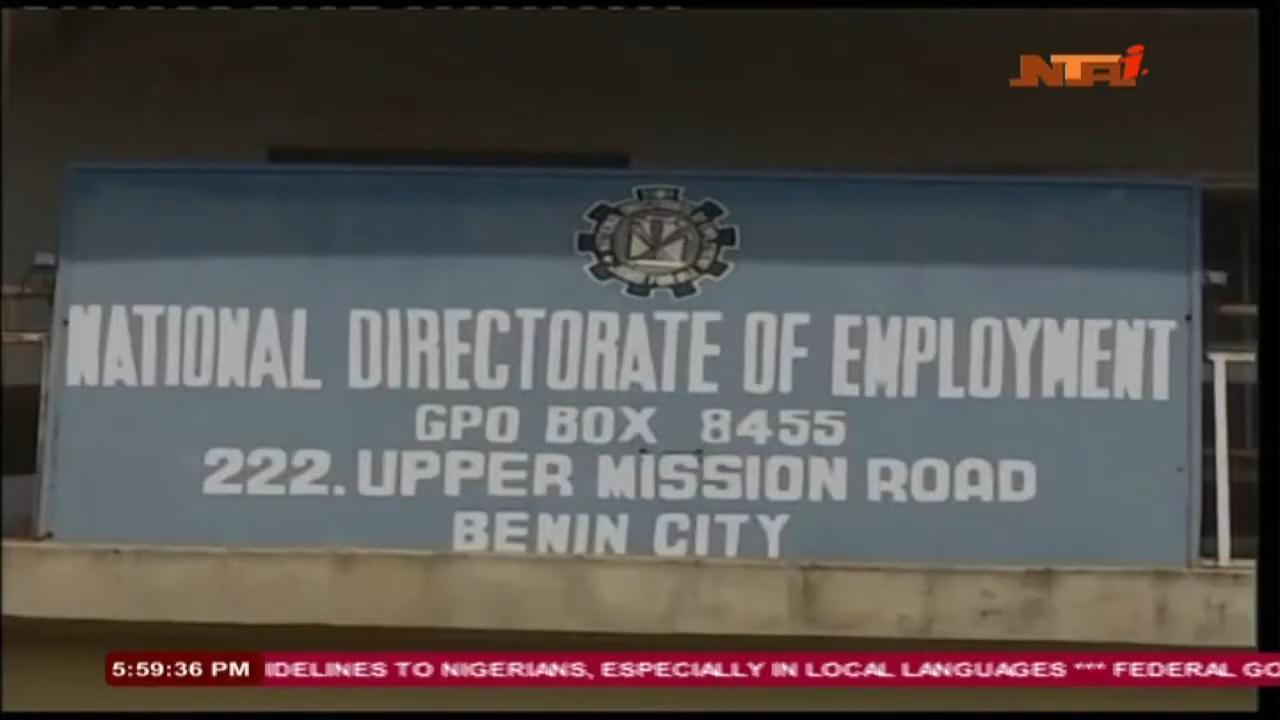 NTAi
NATIONAL DIRECTORATE OF EMPLOYMENT
GPO BOX 8455
222. UPPER MISSION ROAD
BENIN CITY
5:59:36 PM IDELINES TO NIGERIANS, ESPECIALLY IN LOCAL LANGUAGES *** FEDERAL GO